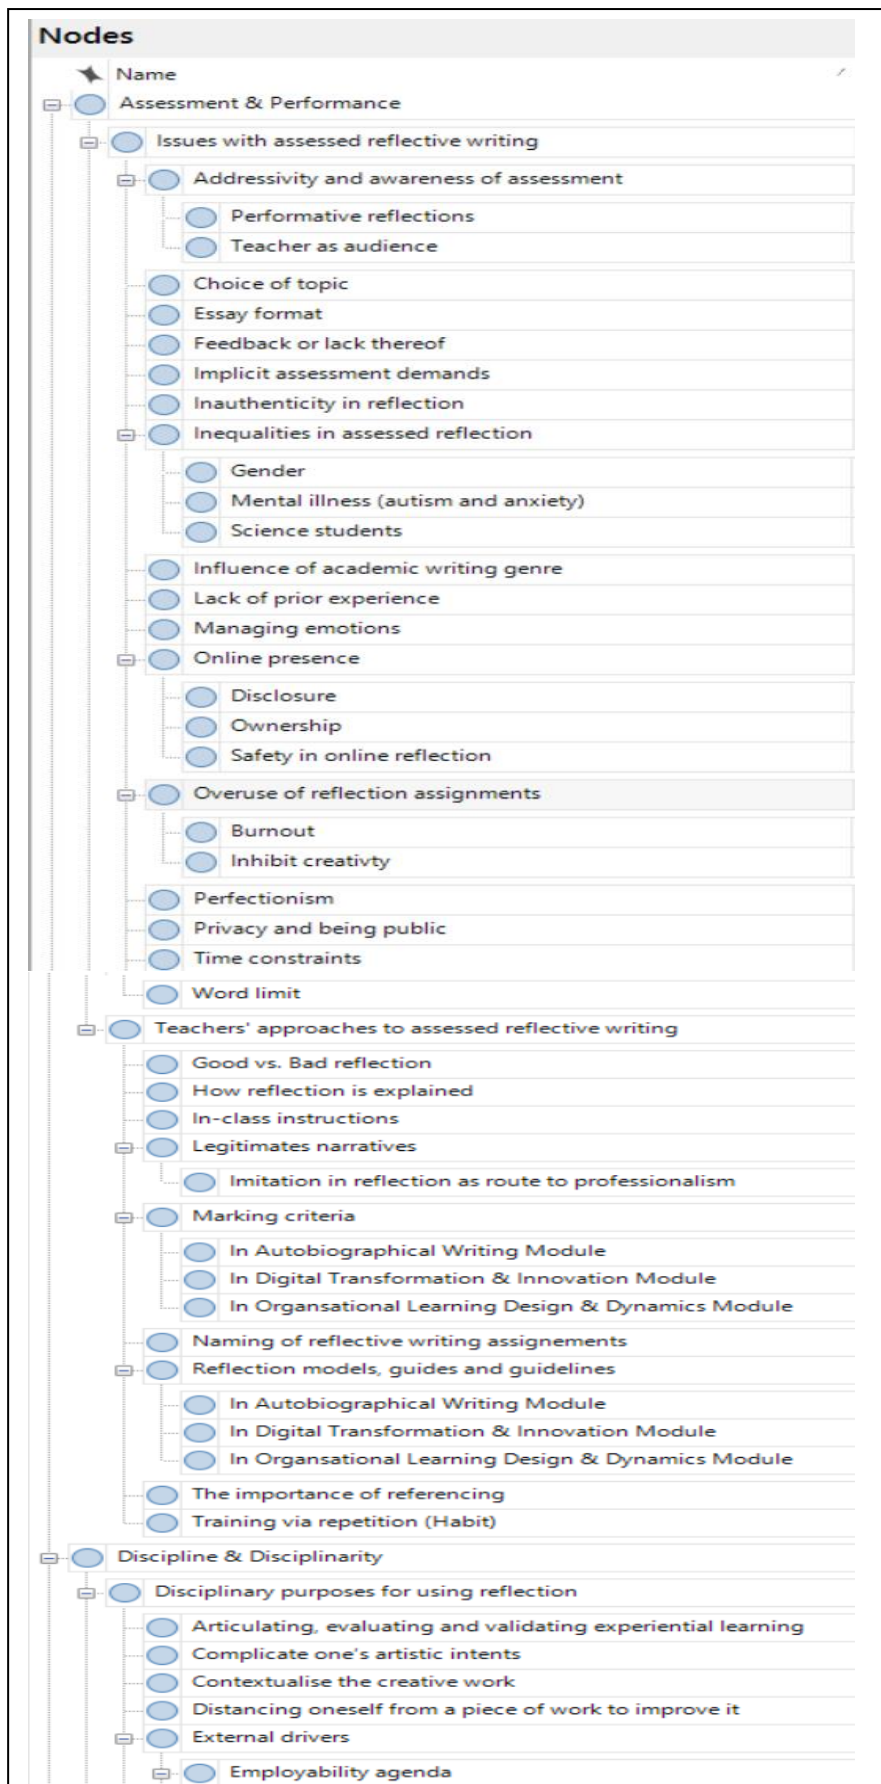 Nodes
Name
Assessment & Performance
Issues with assessed reflective writing
Addressivity and awareness of assessment
Performative reflections
Teacher as audience
Choice of topic
Essay format
Feedback or lack thereof
Implicit assessment demands
Inauthenticity in reflection
Inequalities in assessed reflection
Gender
Mental illness (autism and anxiety)
Science students
Influence of academic writing genre
Lack of prior experience
Managing emotions
Online presence
Disclosure
Ownership
Safety in online reflection
Overuse of reflection assignments
Burnout
Inhibit creativty
Perfectionism
Privacy and being public
Time constraints
Word limit
Teachers' approaches to assessed reflective writing
Good vs. Bad reflection
How reflection is explained
In-class instructions
Legitimates narratives
Imitation in reflection as route to professionalism
Marking criteria
In Autobiographical Writing Module
In Digital Transformation & Innovation Module
In Organsational Learning Design & Dynamics Module
Naming of reflective writing assignements
Reflection models, guides and guidelines
In Autobiographical Writing Module
In Digital Transformation & Innovation Module
In Organsational Learning Design & Dynamics Module
The importance of referencing
Training via repetition (Habit)
Discipline & Disciplinarity
Disciplinary purposes for using reflection
Articulating, evaluating and validating experiential learning
Complicate one's artistic intents
Contextualise the creative work
Distancing oneself from a piece of work to improve it
External drivers
Employability agenda